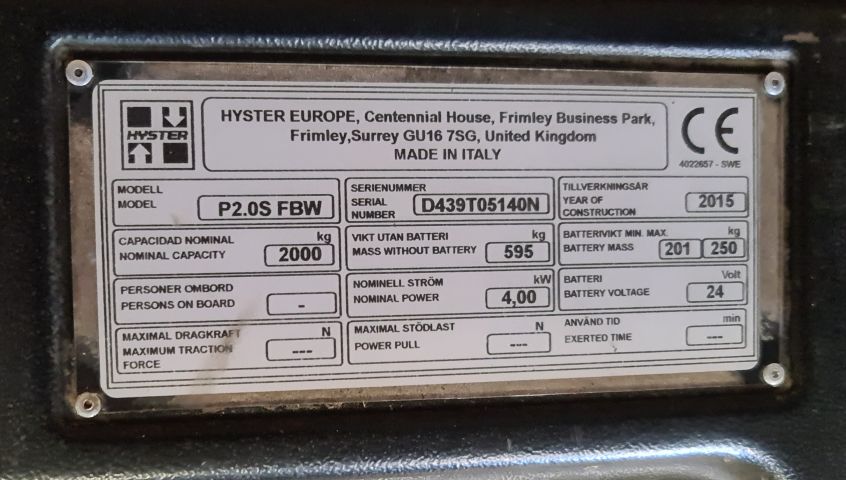 HYSTER
HYSTER EUROPE, Centennial House, Frimley Business Park,
Frimley,Surrey GU16 7SG, United Kingdom
MADE IN ITALY
CE
4022657 - SWE
MODELL
MODEL P2.0S FBW
SERIENUMMER
SERIAL
NUMBER D439T05140N
TILLVERKNINGSÅR
YEAR OF
CONSTRUCTION 2015
CAPACIDAD NOMINAL kg
NOMINAL CAPACITY 2000
VIKT UTAN BATTERI kg
MASS WITHOUT BATTERY 595
BATTERIVIKT MIN. MAX. kg
BATTERY MASS 201 250
PERSONER OMBORD
PERSONS ON BOARD -
NOMINELL STRÖM kW
NOMINAL POWER 4,00
BATTERI Volt
BATTERY VOLTAGE 24
MAXIMAL DRAGKRAFT N
MAXIMUM TRACTION
FORCE ---
MAXIMAL STÖDLAST N
POWER PULL ---
ANVÄND TID min
EXERTED TIME ---